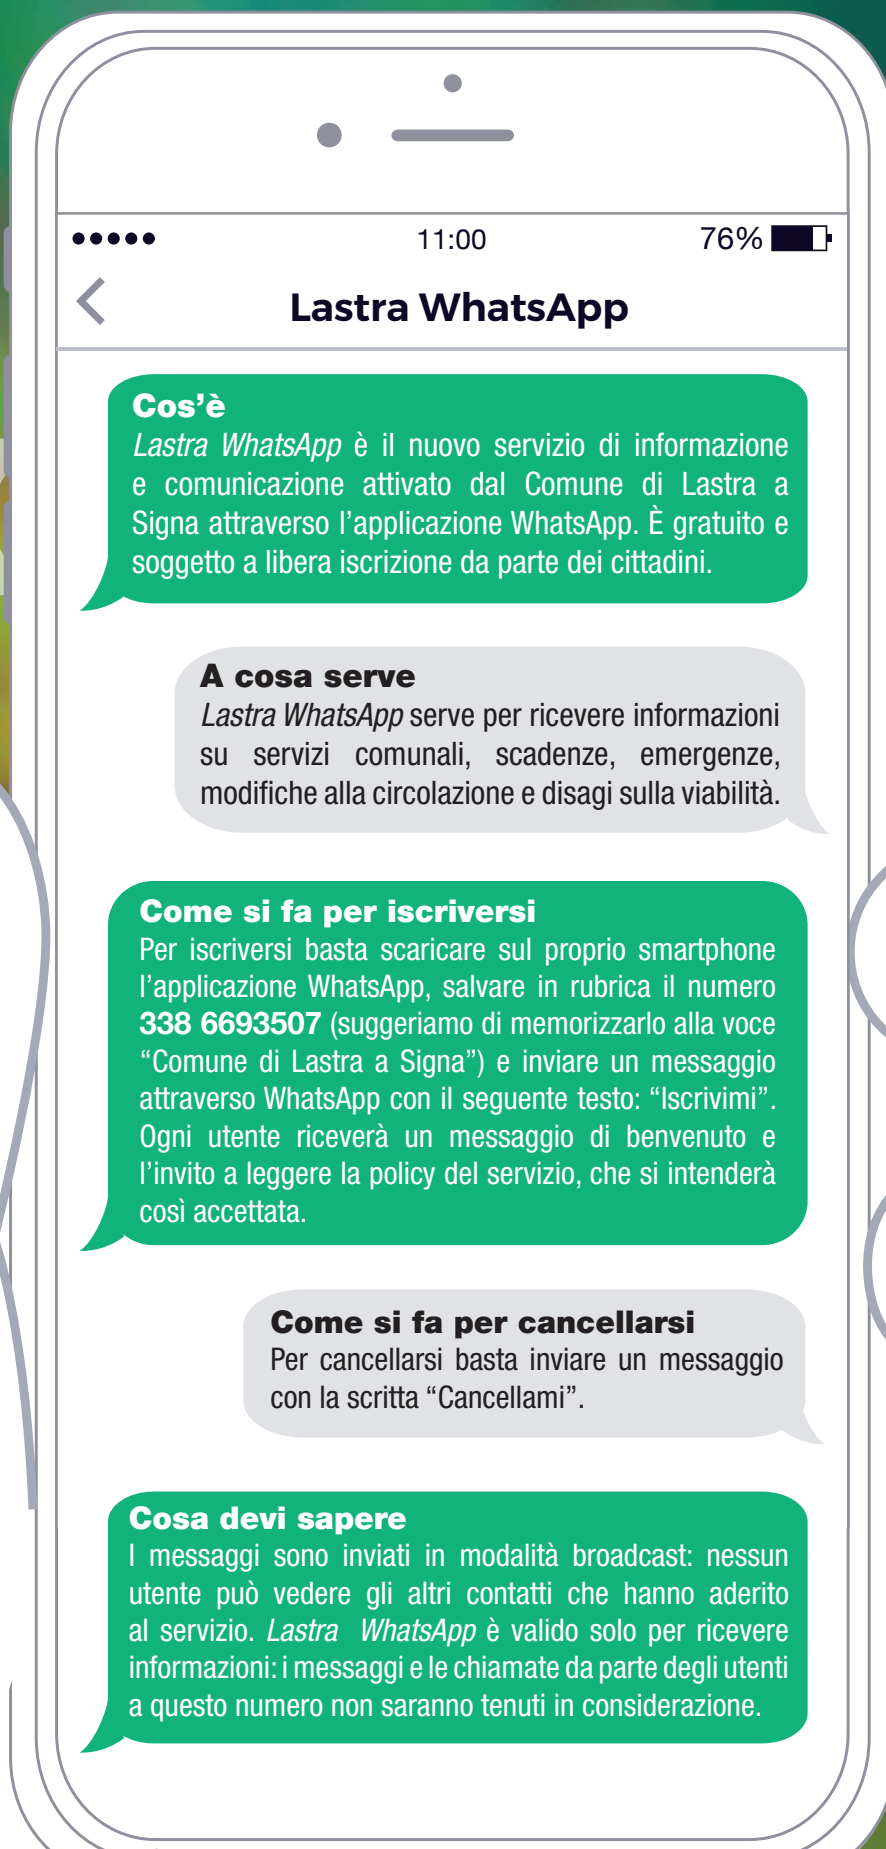 11:00
76%
Lastra WhatsApp
Cos’è
Lastra WhatsApp è il nuovo servizio di informazione
e comunicazione attivato dal Comune di Lastra a
Signa attraverso l’applicazione WhatsApp. È gratuito e
soggetto a libera iscrizione da parte dei cittadini.
A cosa serve
Lastra WhatsApp serve per ricevere informazioni
su servizi comunali, scadenze, emergenze,
modifiche alla circolazione e disagi sulla viabilità.
Come si fa per iscriversi
Per iscriversi basta scaricare sul proprio smartphone
l’applicazione WhatsApp, salvare in rubrica il numero
338 6693507 (suggeriamo di memorizzarlo alla voce
“Comune di Lastra a Signa”) e inviare un messaggio
attraverso WhatsApp con il seguente testo: “Iscrivimi”.
Ogni utente riceverà un messaggio di benvenuto e
l’invito a leggere la policy del servizio, che si intenderà
così accettata.
Come si fa per cancellarsi
Per cancellarsi basta inviare un messaggio
con la scritta “Cancellami”.
Cosa devi sapere
I messaggi sono inviati in modalità broadcast: nessun
utente può vedere gli altri contatti che hanno aderito
al servizio. Lastra WhatsApp è valido solo per ricevere
informazioni: i messaggi e le chiamate da parte degli utenti
a questo numero non saranno tenuti in considerazione.